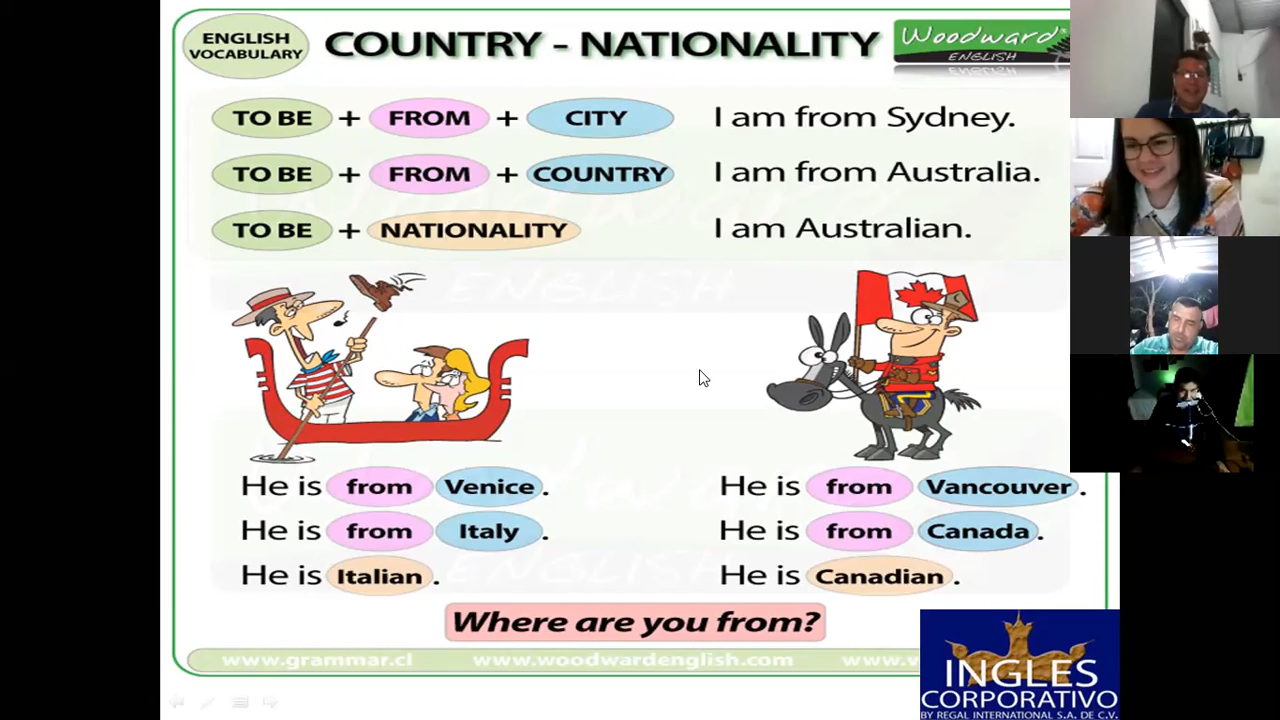 ENGLISH
VOCABULARY
COUNTRY - NATIONALITY
Woodward
ENGLISH
TO BE + FROM + CITY I am from Sydney.
TO BE + FROM + COUNTRY I am from Australia.
TO BE + NATIONALITY I am Australian.
He is from Venice. He is from Vancouver.
He is from Italy. He is from Canada.
He is Italian. He is Canadian.
Where are you from?
www.grammar.cl www.woodwardenglish.com
INGLES
CORPORATIVO
BY REGAL INTERNATIONAL S.A. DE C.V.